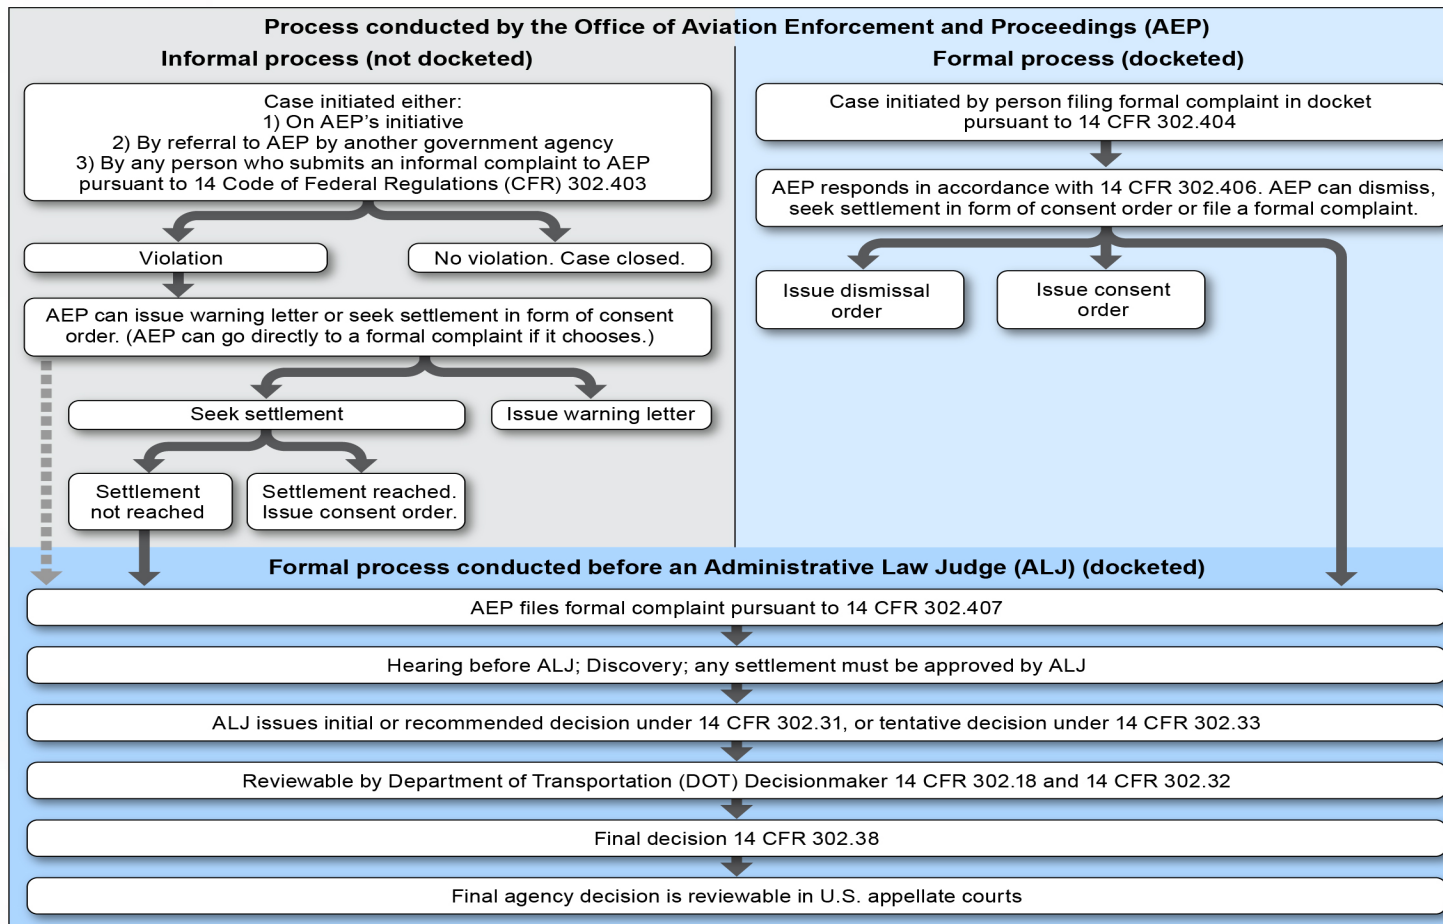 Process conducted by the Office of Aviation Enforcement and Proceedings (AEP)
Informal process (not docketed)
Case initiated either:
1) On AEP's initiative
2) By referral to AEP by another government agency
3) By any person who submits an informal complaint to AEP
pursuant to 14 Code of Federal Regulations (CFR) 302.403
Violation
No violation. Case closed.
AEP can issue warning letter or seek settlement in form of consent
order. (AEP can go directly to a formal complaint if it chooses.)
Seek settlement
Issue warning letter
Settlement
not reached
Settlement reached.
Issue consent order.
Formal process (docketed)
Case initiated by person filing formal complaint in docket
pursuant to 14 CFR 302.404
AEP responds in accordance with 14 CFR 302.406. AEP can dismiss,
seek settlement in form of consent order or file a formal complaint.
Issue dismissal
order
Issue consent
order
Formal process conducted before an Administrative Law Judge (ALJ) (docketed)
AEP files formal complaint pursuant to 14 CFR 302.407
Hearing before ALJ; Discovery; any settlement must be approved by ALJ
ALJ issues initial or recommended decision under 14 CFR 302.31, or tentative decision under 14 CFR 302.33
Reviewable by Department of Transportation (DOT) Decisionmaker 14 CFR 302.18 and 14 CFR 302.32
Final decision 14 CFR 302.38
Final agency decision is reviewable in U.S. appellate courts